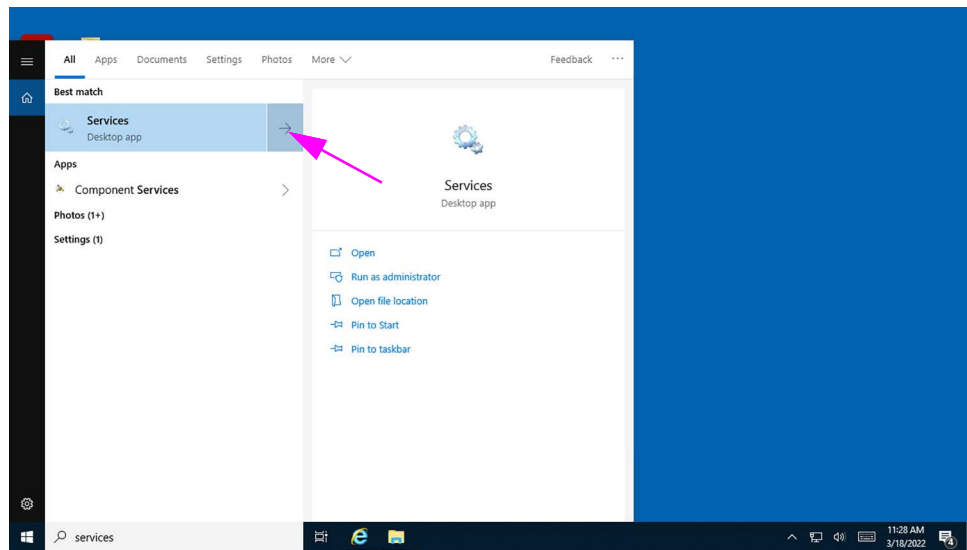 All Apps Documents Settings Photos More Feedback ...
Best match
Services
Desktop app
Apps
Component Services
Photos (1+)
Settings (1)
Services
Desktop app
Open
Run as administrator
Open file location
Pin to Start
Pin to taskbar
services
11:28 AM
3/18/2022
4